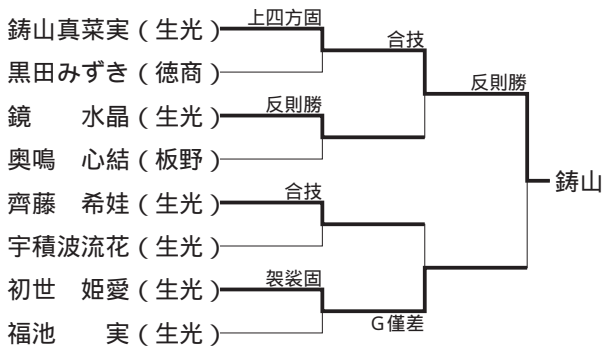 鋳山真菜実(生光)
上四方固
黒田みずき(徳商)
合技
鏡　　水晶(生光)
反則勝
奥鳴　心結(板野)
反則勝
鋳山
齊藤　希娃(生光)
合技
宇積波流花(生光)
初世　姫愛(生光)
袈裟固
福池　　実(生光)
G僅差